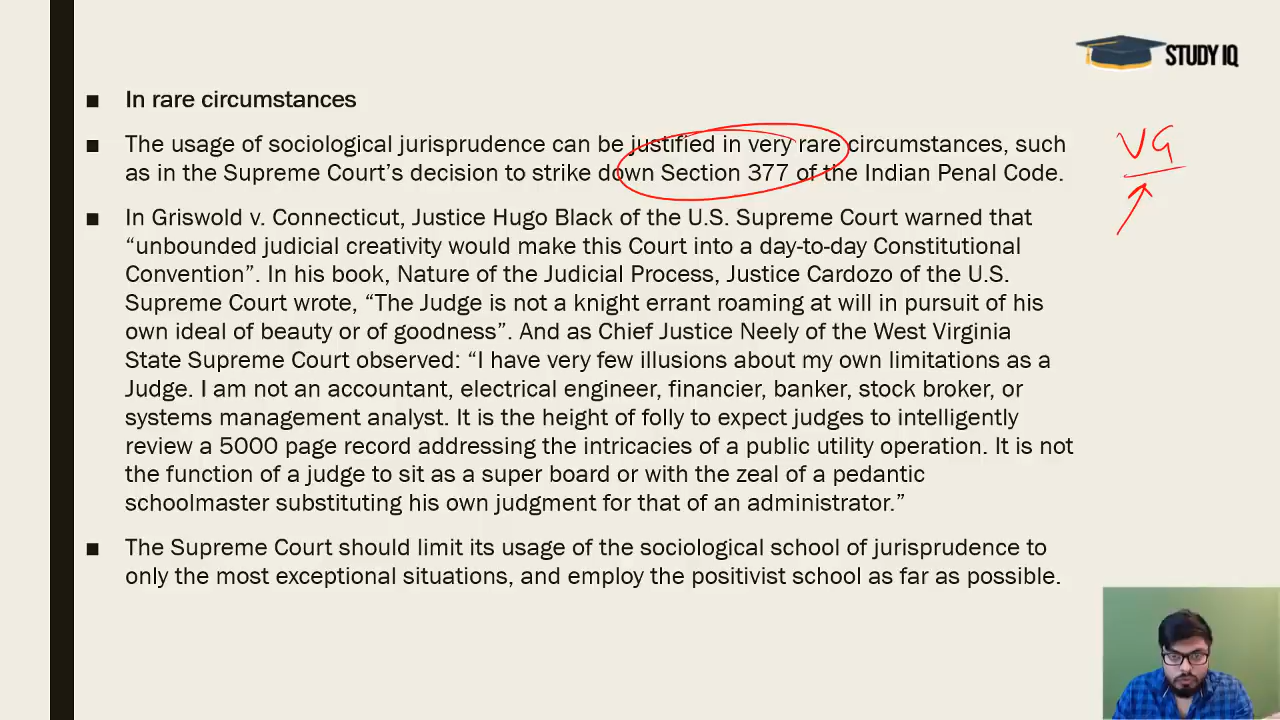 STUDY IQ
■ In rare circumstances
■ The usage of sociological jurisprudence can be justified in very rare circumstances, such
as in the Supreme Court’s decision to strike down Section 377 of the Indian Penal Code.
VG
■ In Griswold v. Connecticut, Justice Hugo Black of the U.S. Supreme Court warned that
“unbounded judicial creativity would make this Court into a day-to-day Constitutional
Convention”. In his book, Nature of the Judicial Process, Justice Cardozo of the U.S.
Supreme Court wrote, “The Judge is not a knight errant roaming at will in pursuit of his
own ideal of beauty or of goodness”. And as Chief Justice Neely of the West Virginia
State Supreme Court observed: “I have very few illusions about my own limitations as a
Judge. I am not an accountant, electrical engineer, financier, banker, stock broker, or
systems management analyst. It is the height of folly to expect judges to intelligently
review a 5000 page record addressing the intricacies of a public utility operation. It is not
the function of a judge to sit as a super board or with the zeal of a pedantic
schoolmaster substituting his own judgment for that of an administrator.”
■ The Supreme Court should limit its usage of the sociological school of jurisprudence to
only the most exceptional situations, and employ the positivist school as far as possible.